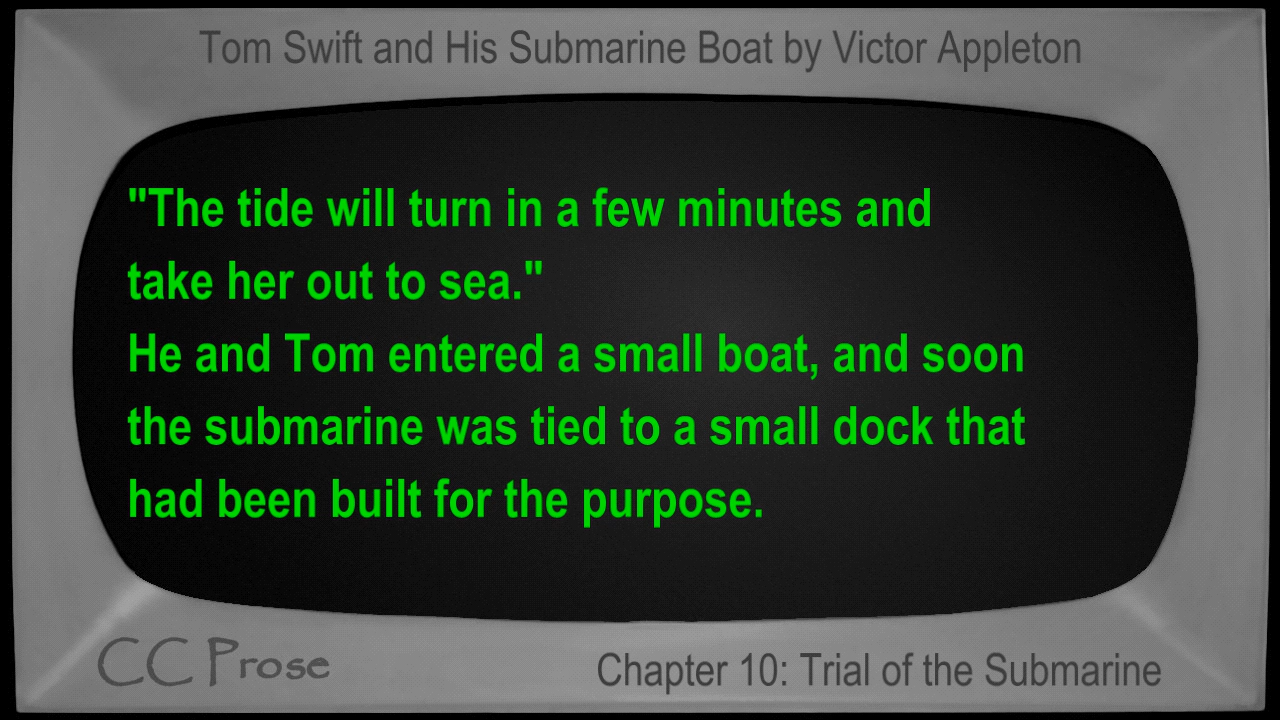 Tom Swift and His Submarine Boat by Victor Appleton
"The tide will turn in a few minutes and
take her out to sea."
He and Tom entered a small boat, and soon
the submarine was tied to a small dock that
had been built for the purpose.
CC Prose
Chapter 10: Trial of the Submarine